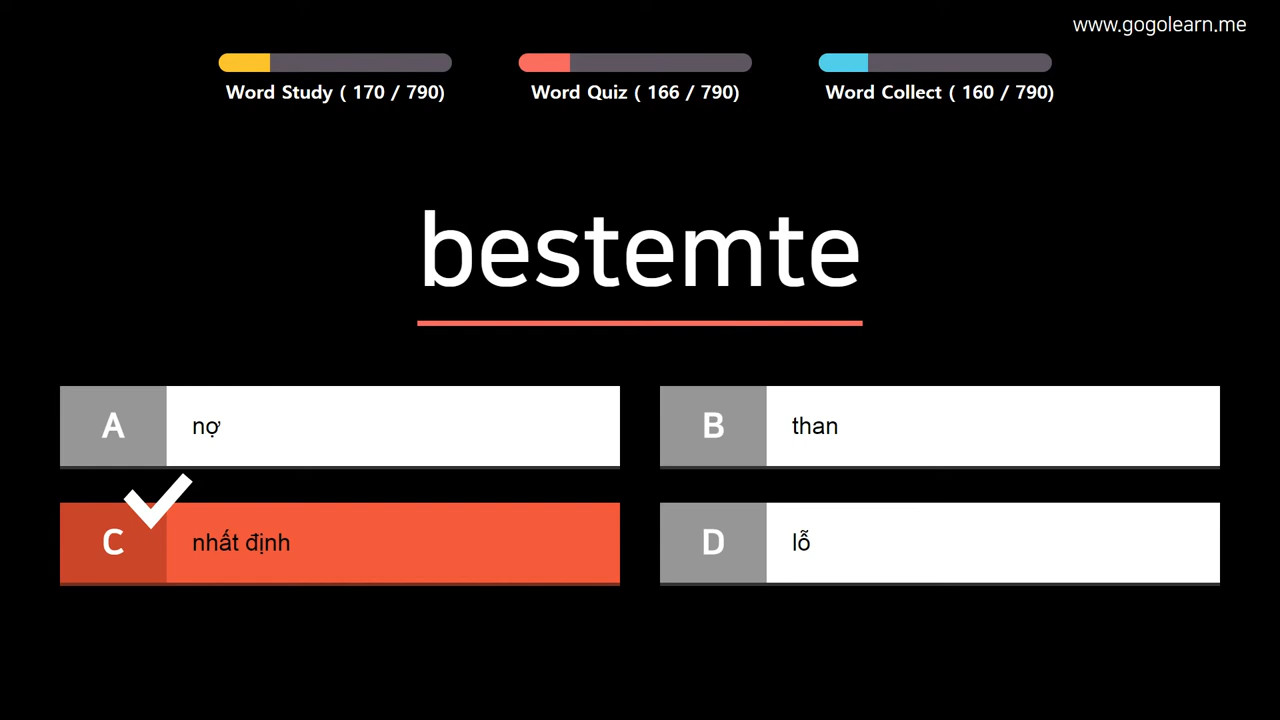 www.gogolearn.me
Word Study ( 170 / 790)
Word Quiz ( 166 / 790)
Word Collect ( 160 / 790)
bestemte
A nợ
B than
C nhất định
D lỗ